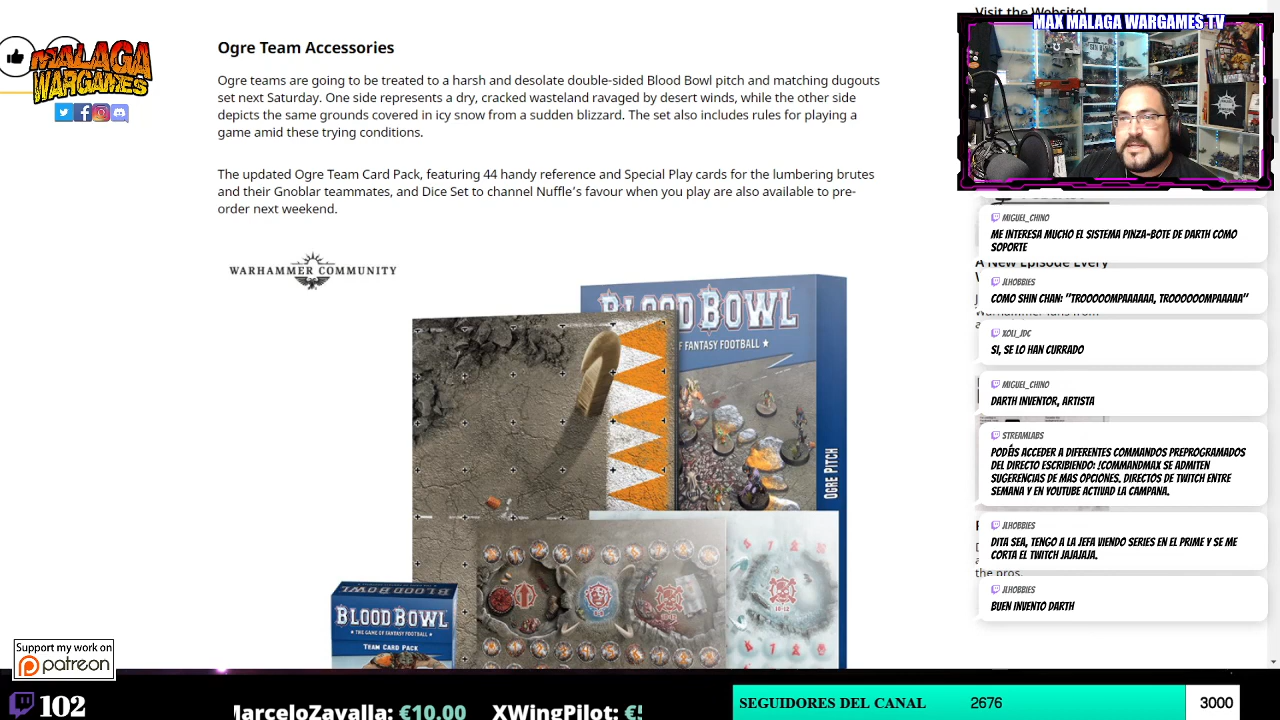 Visit the Website!
MAX MALAGA WARGAMES TV
MALAGA
WARGAMES
Ogre Team Accessories
Ogre teams are going to be treated to a harsh and desolate double-sided Blood Bowl pitch and matching dugouts
set next Saturday. One side represents a dry, cracked wasteland ravaged by desert winds, while the other side
depicts the same grounds covered in icy snow from a sudden blizzard. The set also includes rules for playing a
game amid these trying conditions.
The updated Ogre Team Card Pack, featuring 44 handy reference and Special Play cards for the lumbering brutes
and their Gnoblar teammates, and Dice Set to channel Nuffle's favour when you play are also available to pre-
order next weekend.
WARHAMMER COMMUNITY
BLOOD BOWL
OF FANTASY FOOTBALL ★
OGRE PITCH
BLOOD BOWL
★ THE GAME OF FANTASY FOOTBALL ★
TEAM CARD PACK
MIGUEL_CHINO
ME INTERESA MUCHO EL SISTEMA PINZA-BOTE DE DARTH COMO
SOPORTE
A New Episode Every
JLHOBBIES
COMO SHIN CHAN: "TROOOOOMPAAAAAA, TROOOOOOMPAAAAA"
XOLI_JDC
SI, SE LO HAN CURRADO
MIGUEL_CHINO
DARTH INVENTOR, ARTISTA
STREAMLABS
PODÉIS ACCEDER A DIFERENTES COMMANDOS PREPROGRAMADOS
DEL DIRECTO ESCRIBIENDO: !COMMANDMAX SE ADMITEN
SUGERENCIAS DE MAS OPCIONES. DIRECTOS DE TWITCH ENTRE
SEMANA Y EN YOUTUBE ACTIVAD LA CAMPANA.
JLHOBBIES
DITA SEA, TENGO A LA JEFA VIENDO SERIES EN EL PRIME Y SE ME
CORTA EL TWITCH JAJAJAJA.
the pros.
JLHOBBIES
BUEN INVENTO DARTH
Support my work on
patreon
102
MarceloZavalla: €10.00 XWingPilot: €5
SEGUIDORES DEL CANAL 2676 3000